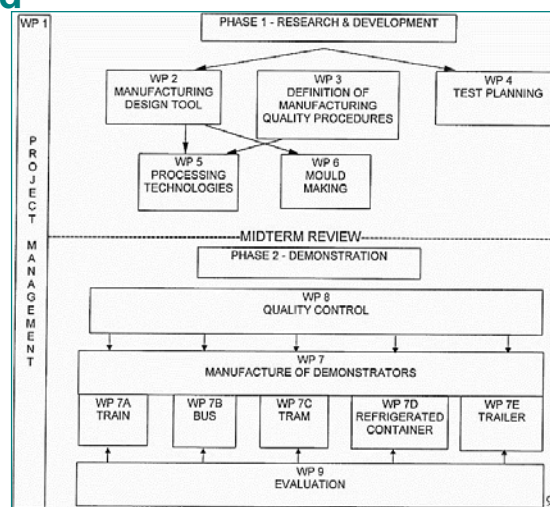 d
WP 1
PROJECT MANAGEMENT
PHASE 1 - RESEARCH & DEVELOPMENT
WP 2
MANUFACTURING
DESIGN TOOL
WP 3
DEFINITION OF
MANUFACTURING
QUALITY PROCEDURES
WP 4
TEST PLANNING
WP 5
PROCESSING
TECHNOLOGIES
WP 6
MOULD
MAKING
MIDTERM REVIEW
PHASE 2 - DEMONSTRATION
WP 8
QUALITY CONTROL
WP 7
MANUFACTURE OF DEMONSTRATORS
WP 7A
TRAIN
WP 7B
BUS
WP 7C
TRAM
WP 7D
REFRIGERATED
CONTAINER
WP 7E
TRAILER
WP 9
EVALUATION